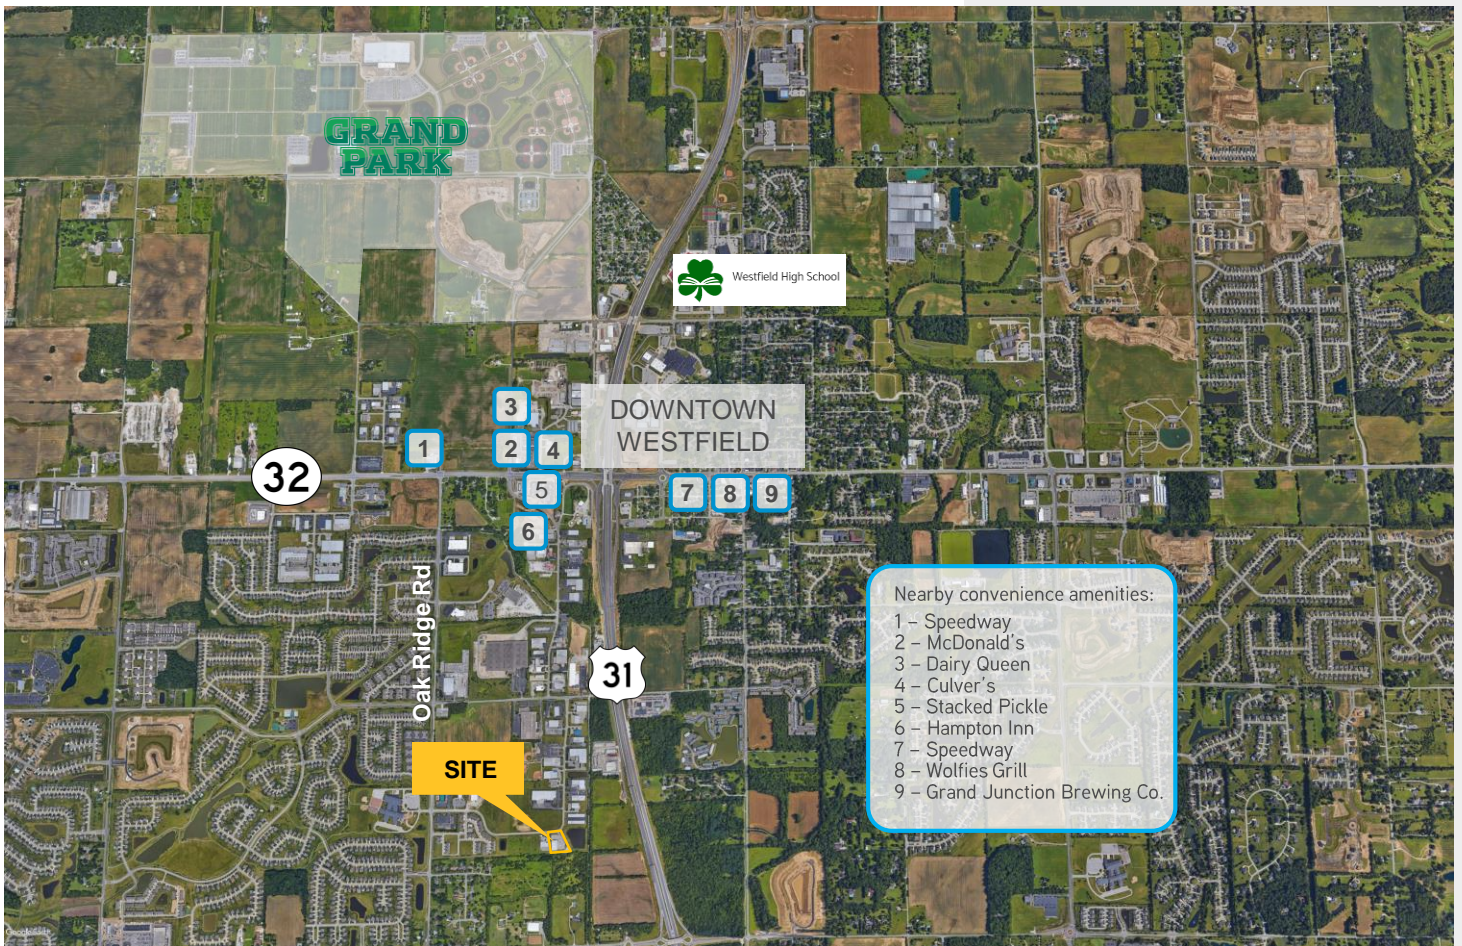 GRAND
PARK
Westfield High School
3
DOWNTOWN
WESTFIELD
1
2
4
32
5
7
8
9
6
Oak Ridge Rd
Nearby convenience amenities:
1 – Speedway
2 – McDonald's
3 – Dairy Queen
4 – Culver's
5 – Stacked Pickle
6 – Hampton Inn
7 – Speedway
8 – Wolfies Grill
9 – Grand Junction Brewing Co.
31
SITE